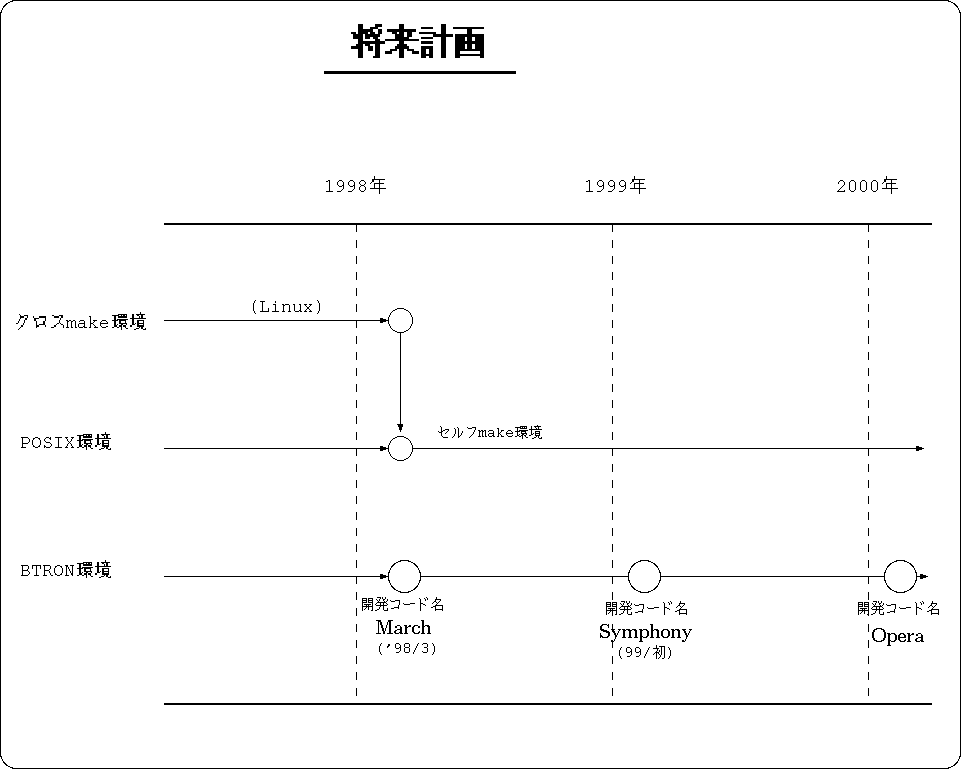 将来計画
1998年
1999年
2000年
(Linux)
クロスmake環境
セルフmake環境
POSIX環境
BTRON環境
開発コード名
March
('98/3)
開発コード名
Symphony
(99/初)
開発コード名
Opera